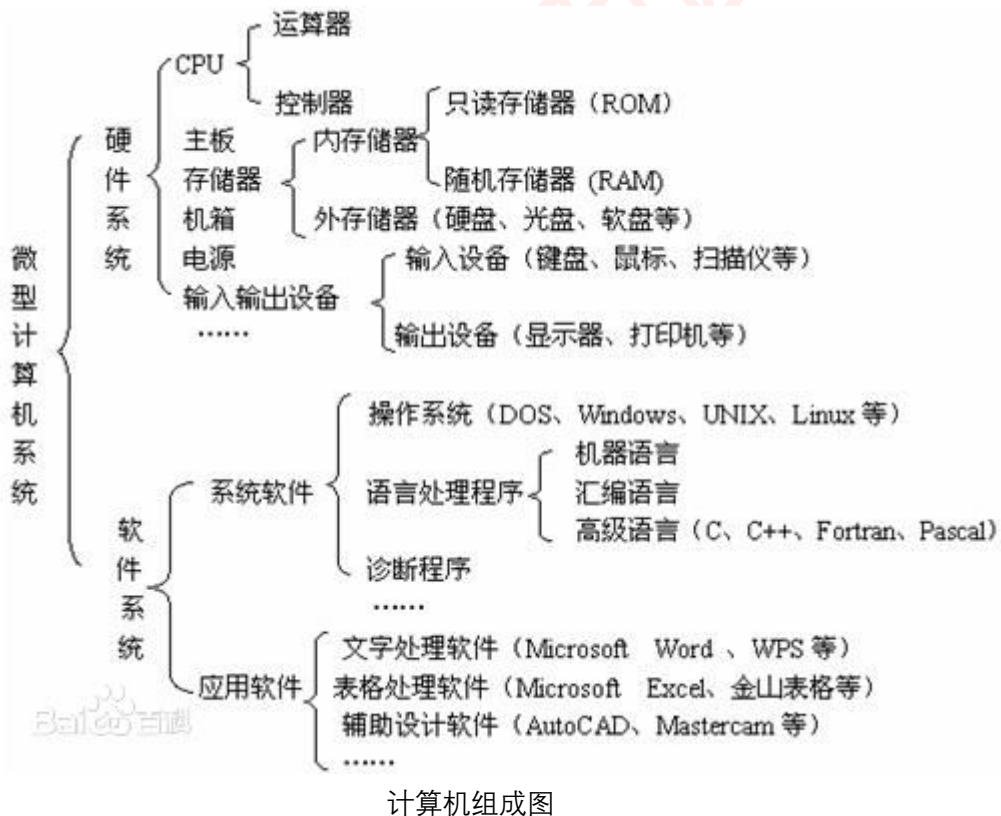 运算器
CPU
控制器
只读存储器（ROM）
主板
内存储器
硬件系统
存储器
随机存储器 (RAM)
机箱
外存储器（硬盘、光盘、软盘等）
微型计算机系统
电源
输入设备（键盘、鼠标、扫描仪等）
输入输出设备
……
输出设备（显示器、打印机等）
操作系统（DOS、Windows、UNIX、Linux 等）
机器语言
系统软件
语言处理程序
汇编语言
高级语言（C、C++、Fortran、Pascal）
软件系统
诊断程序
……
文字处理软件（Microsoft Word 、WPS 等）
应用软件
表格处理软件（Microsoft Excel、金山表格等）
辅助设计软件（AutoCAD、Mastercam 等）
……
Bai百科
计算机组成图